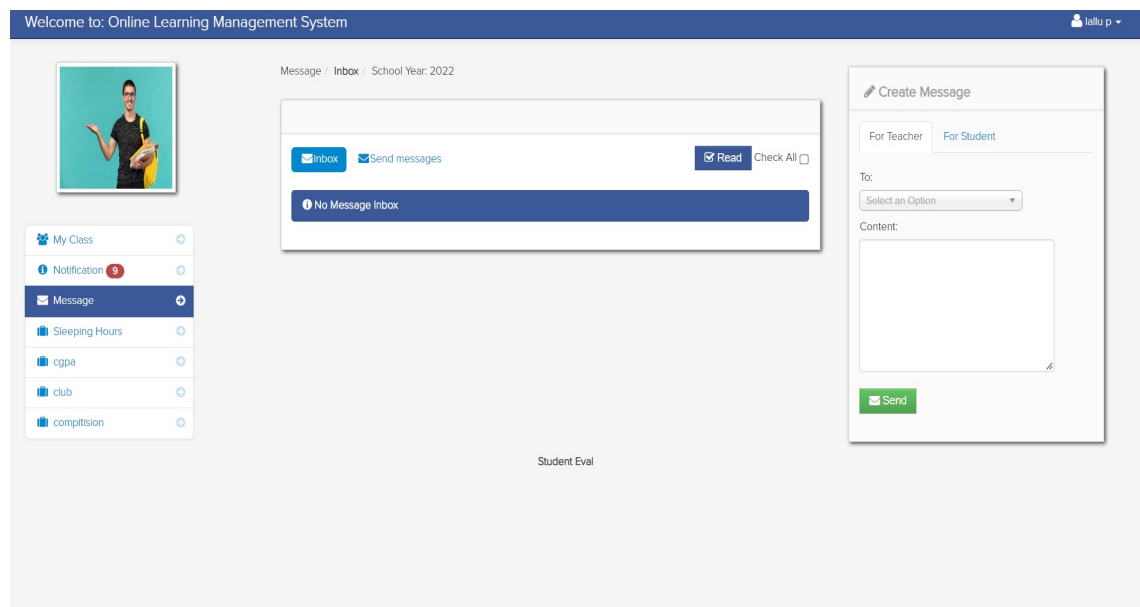 Welcome to: Online Learning Management System
lallu p
Message / Inbox / School Year: 2022
Inbox
Send messages
Read
Check All
No Message Inbox
My Class
Notification 9
Message
Sleeping Hours
cgpa
club
compitision
Create Message
For Teacher
For Student
To:
Select an Option
Content:
Send
Student Eval